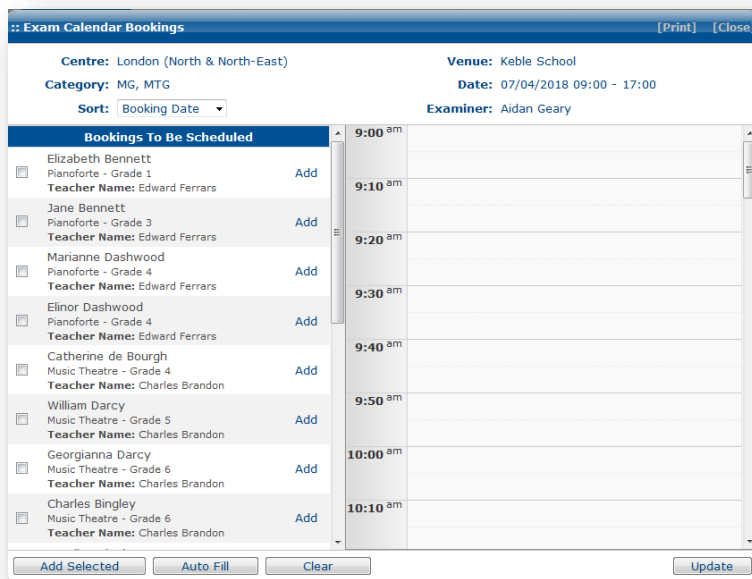 :: Exam Calendar Bookings
[Print] [Close
Centre: London (North & North-East)
Venue: Keble School
Category: MG, MTG
Date: 07/04/2018 09:00 - 17:00
Sort: Booking Date
Examiner: Aidan Geary
Bookings To Be Scheduled
Elizabeth Bennett
Pianoforte - Grade 1
Add
Teacher Name: Edward Ferrars
Jane Bennett
Pianoforte - Grade 3
Add
Teacher Name: Edward Ferrars
Marianne Dashwood
Pianoforte - Grade 4
Add
Teacher Name: Edward Ferrars
Elinor Dashwood
Pianoforte - Grade 4
Add
Teacher Name: Edward Ferrars
Catherine de Bourgh
Music Theatre - Grade 4
Add
Teacher Name: Charles Brandon
William Darcy
Music Theatre - Grade 5
Add
Teacher Name: Charles Brandon
Georgianna Darcy
Music Theatre - Grade 6
Add
Teacher Name: Charles Brandon
Charles Bingley
Music Theatre - Grade 6
Add
Teacher Name: Charles Brandon
9:00 am
9:10 am
9:20 am
9:30 am
9:40 am
9:50 am
10:00 am
10:10 am
Add Selected
Auto Fill
Clear
Update